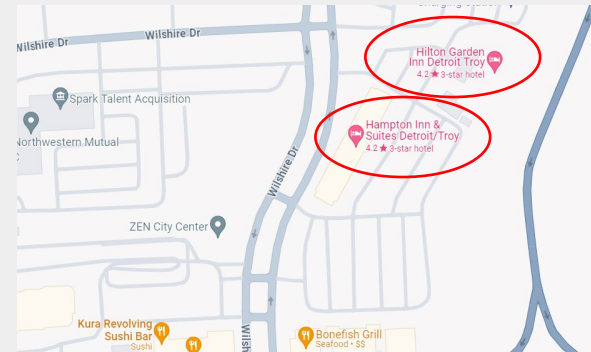 Wilshire Dr
Wilshire Dr
Hilton Garden
Inn Detroit Troy
4.2★ 3-star hotel
Spark Talent Acquisition
Hampton Inn &
Suites Detroit/Troy
4.2★ 3-star hotel
Northwestern Mutual
Wilshire Dr
ZEN City Center
Kura Revolving
Sushi Bar
Sushi
Bonefish Grill
Seafood • $$
Wilsh